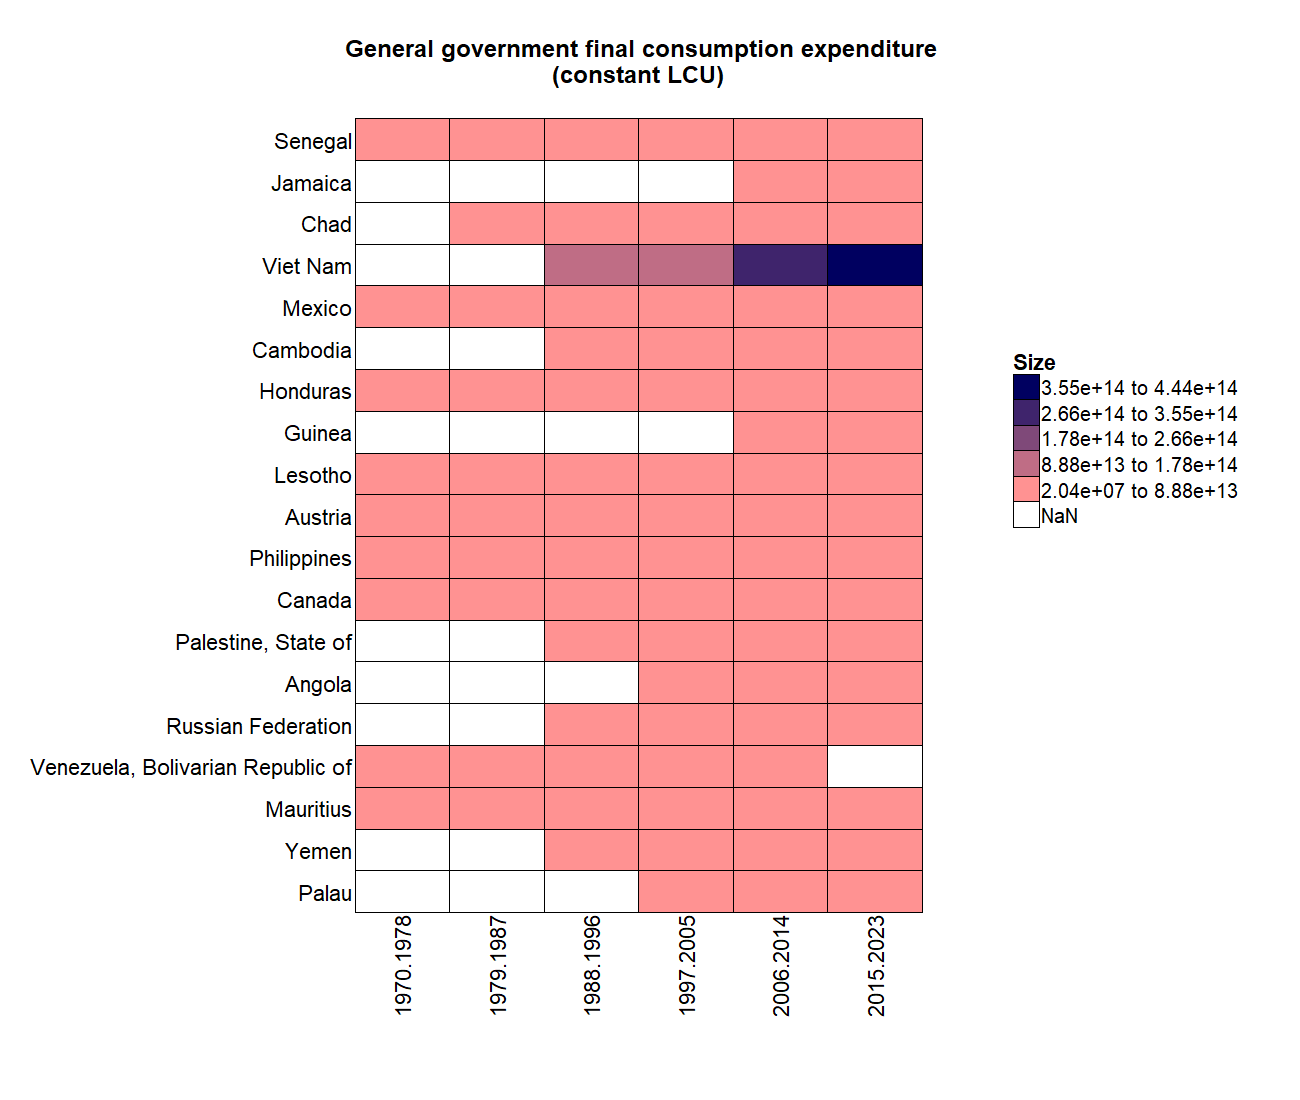 General government final consumption expenditure
(constant LCU)
Senegal
Jamaica
Chad
Viet Nam
Mexico
Cambodia
Honduras
Guinea
Lesotho
Austria
Philippines
Canada
Palestine, State of
Angola
Russian Federation
Venezuela, Bolivarian Republic of
Mauritius
Yemen
Palau
1970.1978
1979.1987
1988.1996
1997.2005
2006.2014
2015.2023
Size
3.55e+14 to 4.44e+14
2.66e+14 to 3.55e+14
1.78e+14 to 2.66e+14
8.88e+13 to 1.78e+14
2.04e+07 to 8.88e+13
NaN